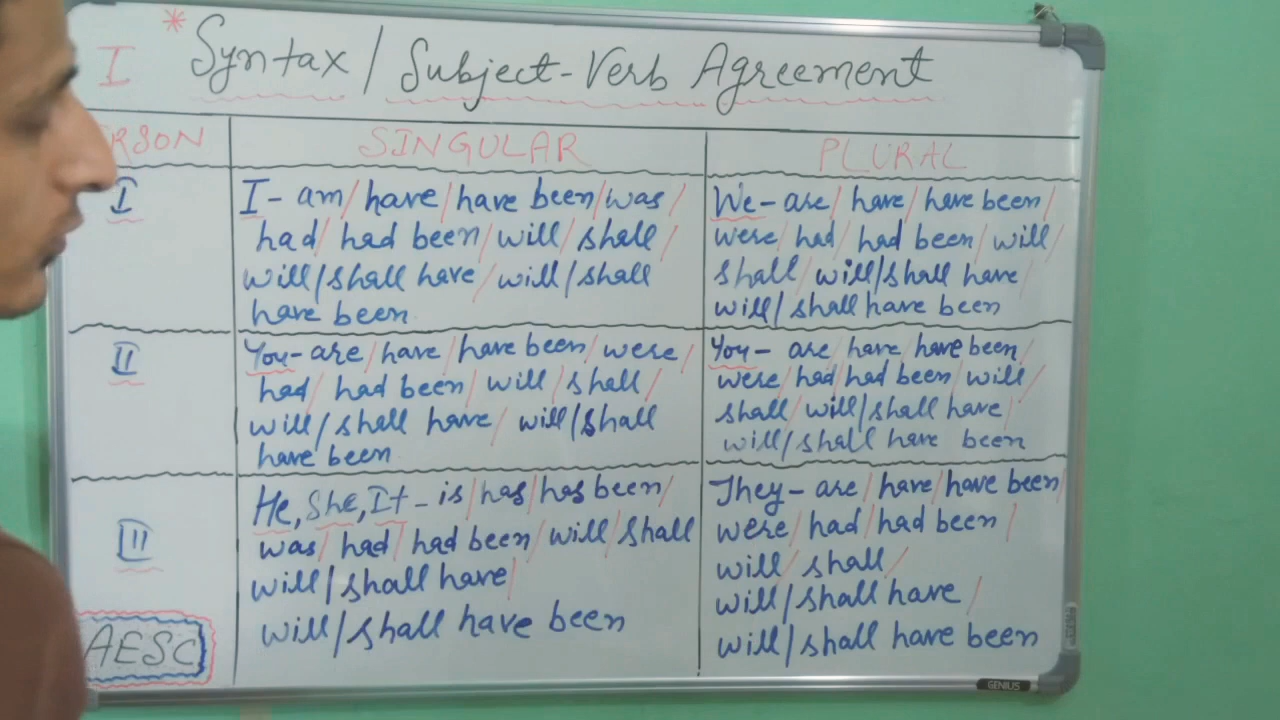 I * Syntax / Subject-Verb Agreement
RSON SINGULAR PLURAL
I
I - am / have / have been / was /
had / had been / will / shall /
will / shall have / will / shall
have been
We - are / have / have been /
were / had / had been / will /
shall / will / shall have /
will / shall have been
II
You - are / have / have been / were /
had / had been / will / shall /
will / shall have / will / shall
have been
You - are / have / have been /
were / had / had been / will /
shall / will / shall have /
will / shall have been
III
He, She, It - is / has / has been /
was / had / had been / will / shall
will / shall have /
will / shall have been
They - are / have / have been /
were / had / had been /
will / shall /
will / shall have /
will / shall have been
AESC
GENIUS